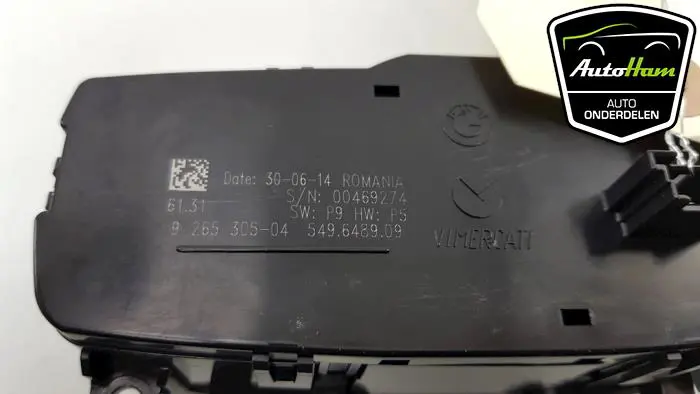 Date: 30-06-14 ROMANIA
S/N: 00469274
61.31
SW: P9 HW: P5
9 265 305-04 549.6489.09
VIMERCATI
AutoHam
AUTO
ONDERDELEN